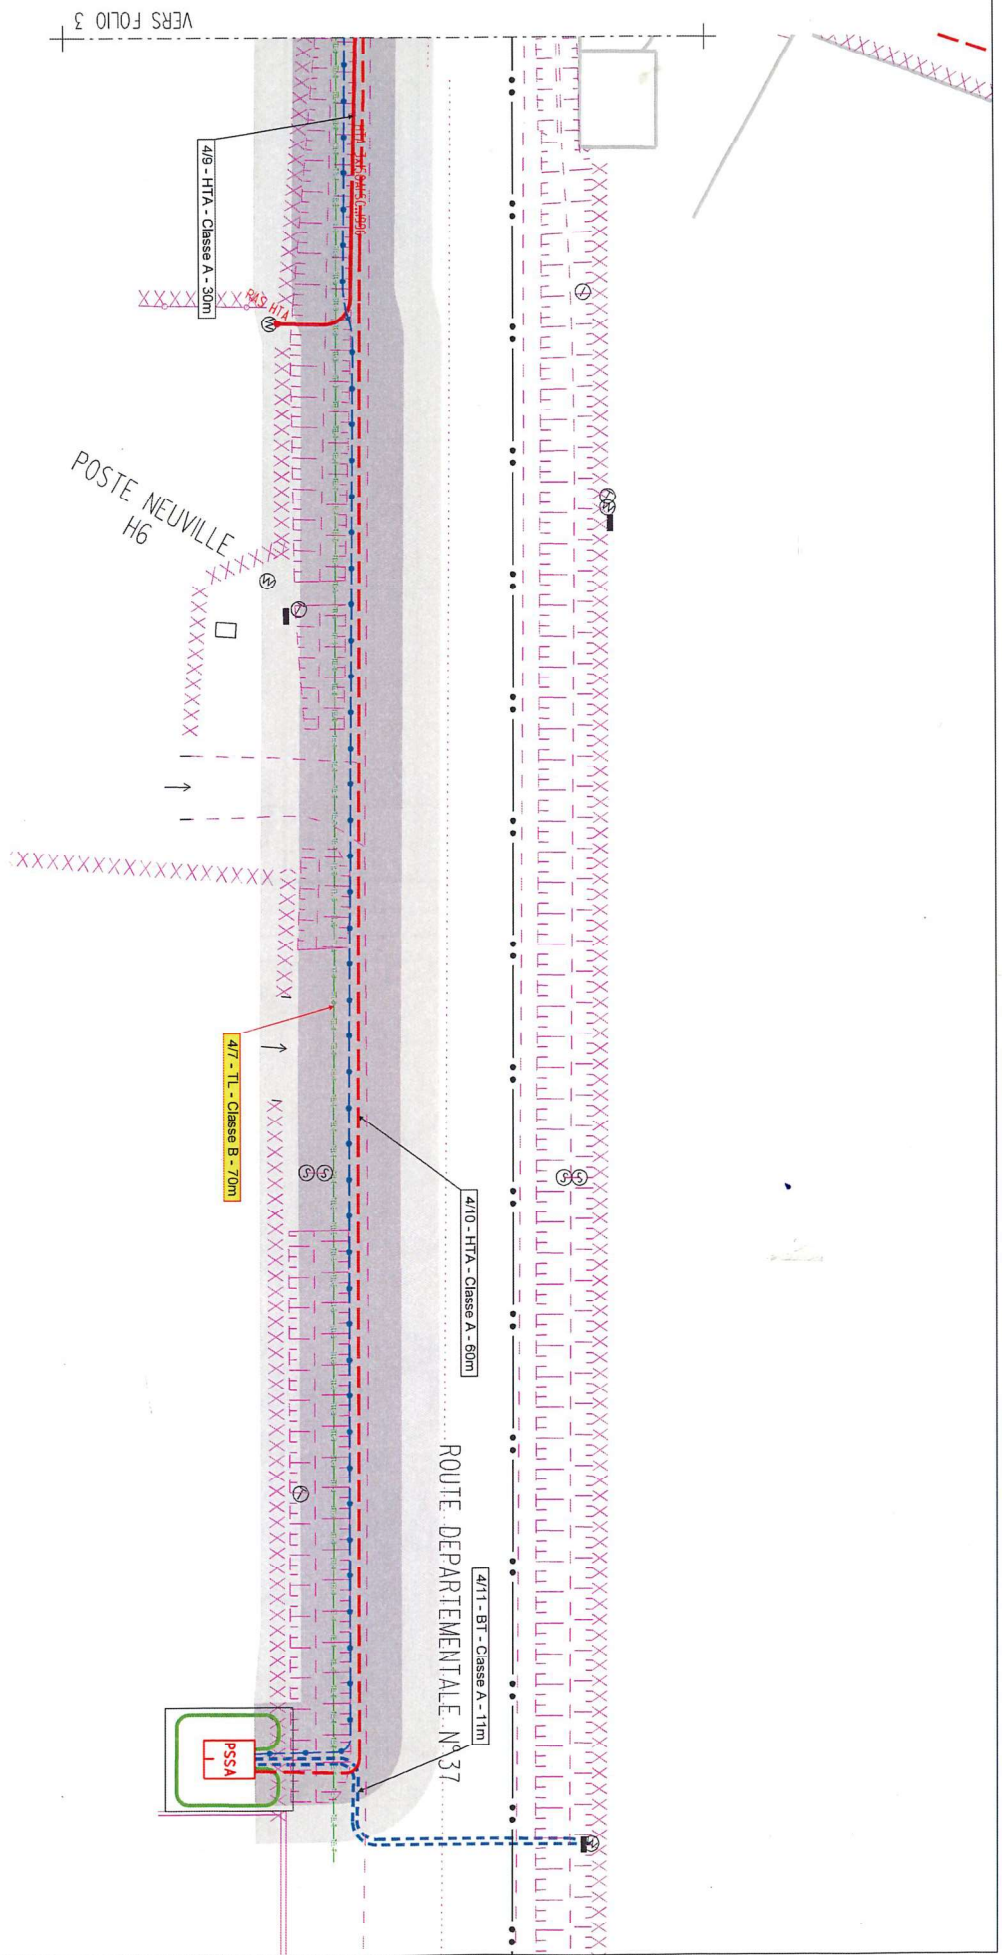 VERS FOLIO 3
4/9 - HTA - Classe A - 30m
RAS HTA
POSTE NEUVILLE
H6
4/7 - TL - Classe B - 70m
4/10 - HTA - Classe A - 60m
ROUTE DEPARTEMENTALE N°37
4/11 - BT - Classe A - 11m
PSSA